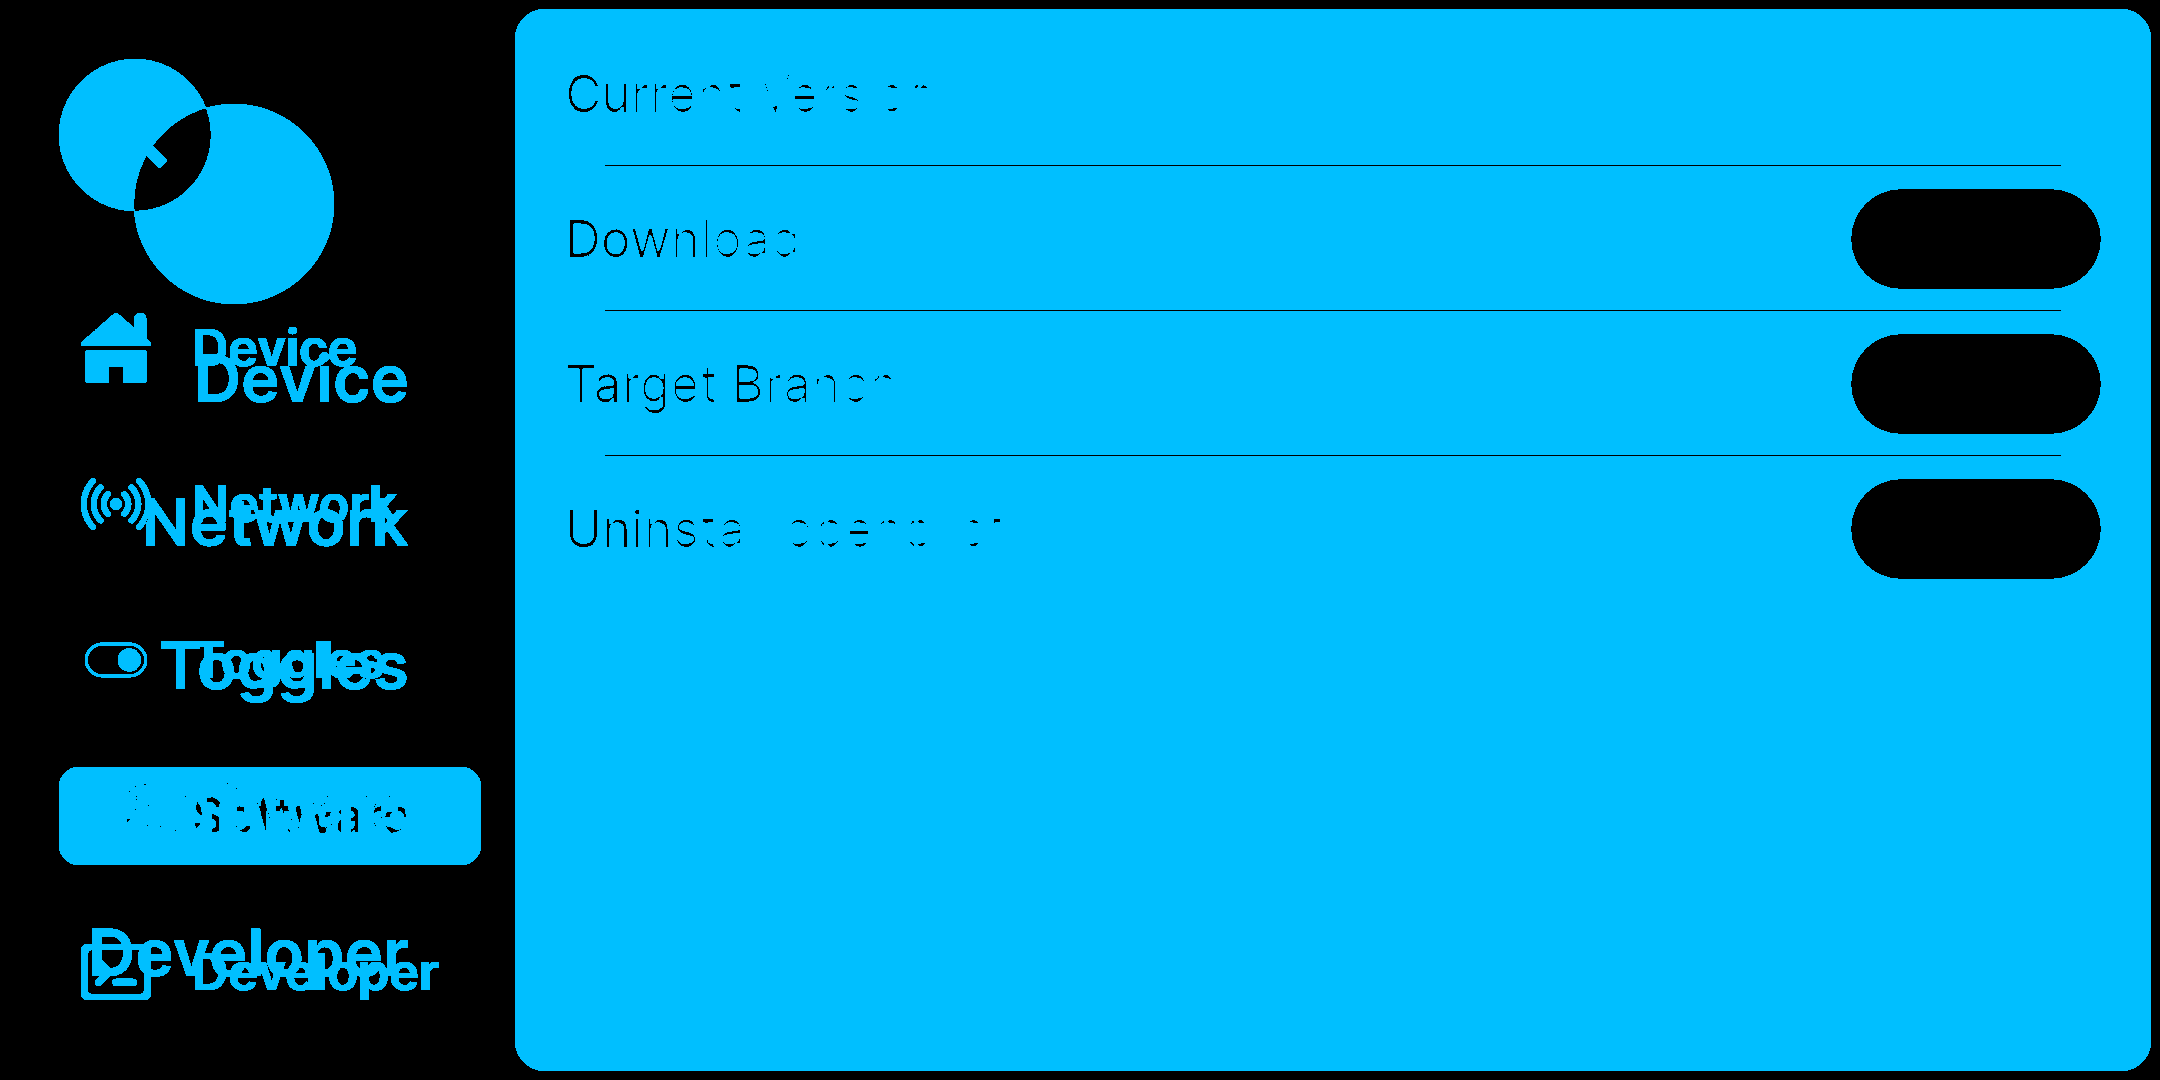 Device
Device
Network
Network
Toggles
Toggles
Software
Software
Developer
Developer
Current Version
Download
Target Branch
Uninstall openpilot